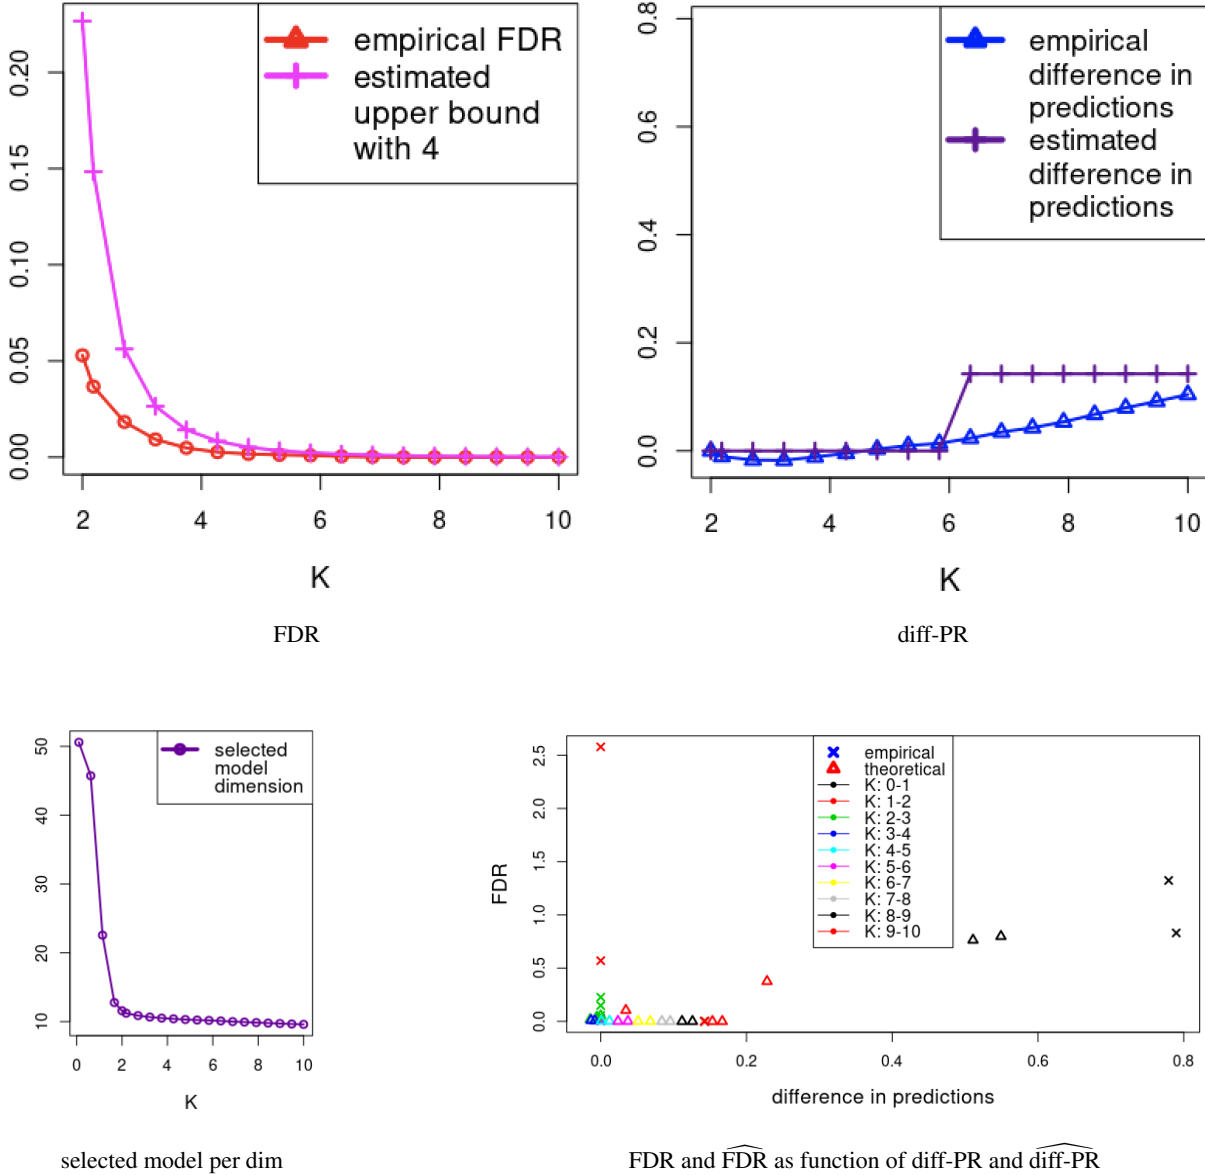 empirical FDR
estimated
upper bound
with 4
0.20
0.15
0.10
0.05
0.00
2 4 6 8 10
K
FDR
empirical
difference in
predictions
estimated
difference in
predictions
0.8
0.6
0.4
0.2
0.0
2 4 6 8 10
K
diff-PR
selected
model
dimension
50
40
30
20
10
0 2 4 6 8 10
K
selected model per dim
empirical
theoretical
K: 0-1
K: 1-2
K: 2-3
K: 3-4
K: 4-5
K: 5-6
K: 6-7
K: 7-8
K: 8-9
K: 9-10
FDR
2.5
2.0
1.5
1.0
0.5
0.0
0.0 0.2 0.4 0.6 0.8
difference in predictions
FDR and $\widehat{\text{FDR}}$ as function of diff-PR and $\widehat{\text{diff-PR}}$